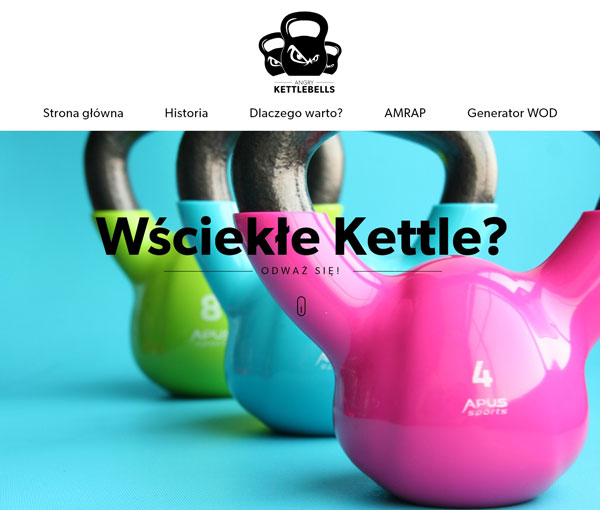 ANGRY
KETTLEBELLS
Strona główna Historia Dlaczego warto? AMRAP Generator WOD
Wściekłe Kettle?
ODWAŻ SIĘ!
8
APUS
4
APUS
sports